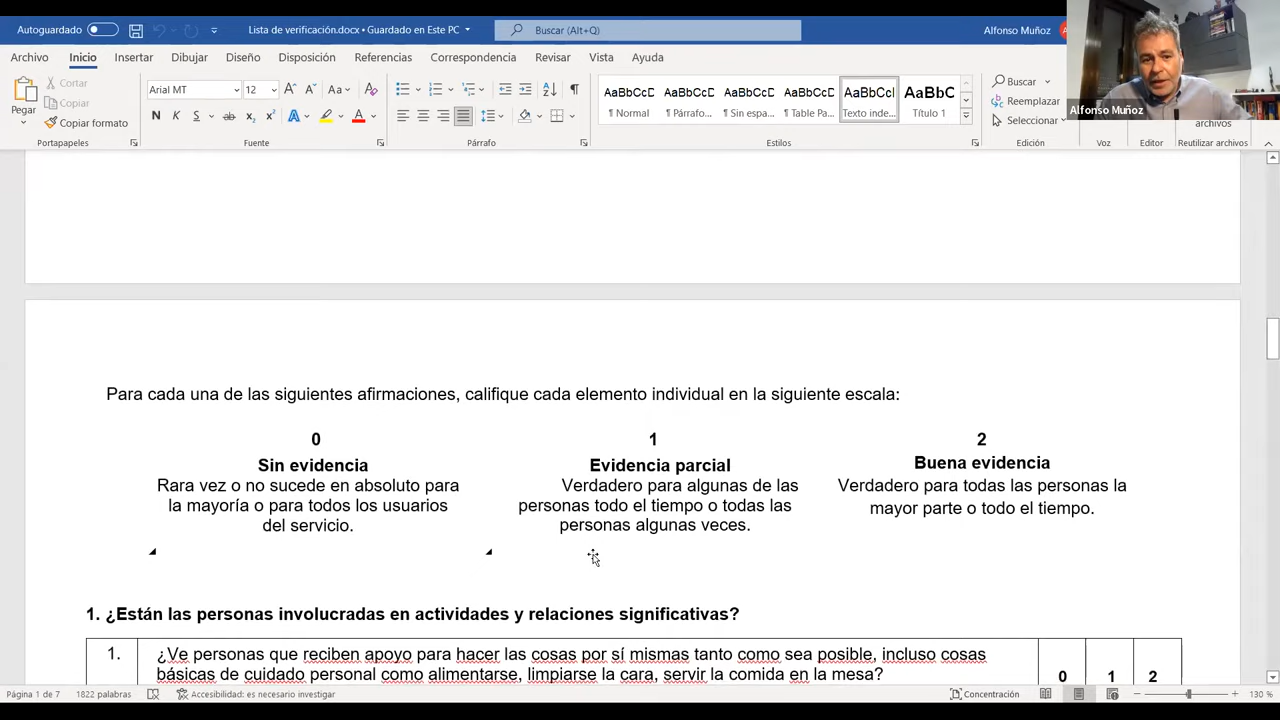 Autoguardado
Lista de verificación.docx • Guardado en Este PC
Buscar (Alt+Q)
Alfonso Muñoz
Archivo Inicio Insertar Dibujar Diseño Disposición Referencias Correspondencia Revisar Vista Ayuda
Pegar
Cortar
Copiar
Copiar formato
Portapapeles
Arial MT 12
Fuente
Párrafo
AaBbCcD AaBbCcD AaBbCcD AaBbCcD AaBbCcI AaBbC
¶ Normal ¶ Párrafo... ¶ Sin espa... ¶ Table Pa... Texto inde... ¶ Título 1
Estilos
Buscar
Reemplazar
Seleccionar
Edición
Voz
Editor
archivos
Reutilizar archivos
Alfonso Muñoz
Para cada una de las siguientes afirmaciones, califique cada elemento individual en la siguiente escala:
0
Sin evidencia
Rara vez o no sucede en absoluto para
la mayoría o para todos los usuarios
del servicio.
1
Evidencia parcial
Verdadero para algunas de las
personas todo el tiempo o todas las
personas algunas veces.
2
Buena evidencia
Verdadero para todas las personas la
mayor parte o todo el tiempo.
1. ¿Están las personas involucradas en actividades y relaciones significativas?
1. ¿Ve personas que reciben apoyo para hacer las cosas por sí mismas tanto como sea posible, incluso cosas
básicas de cuidado personal como alimentarse, limpiarse la cara, servir la comida en la mesa?
0 1 2
Página 1 de 7 1822 palabras Accesibilidad: es necesario investigar Concentración 130 %